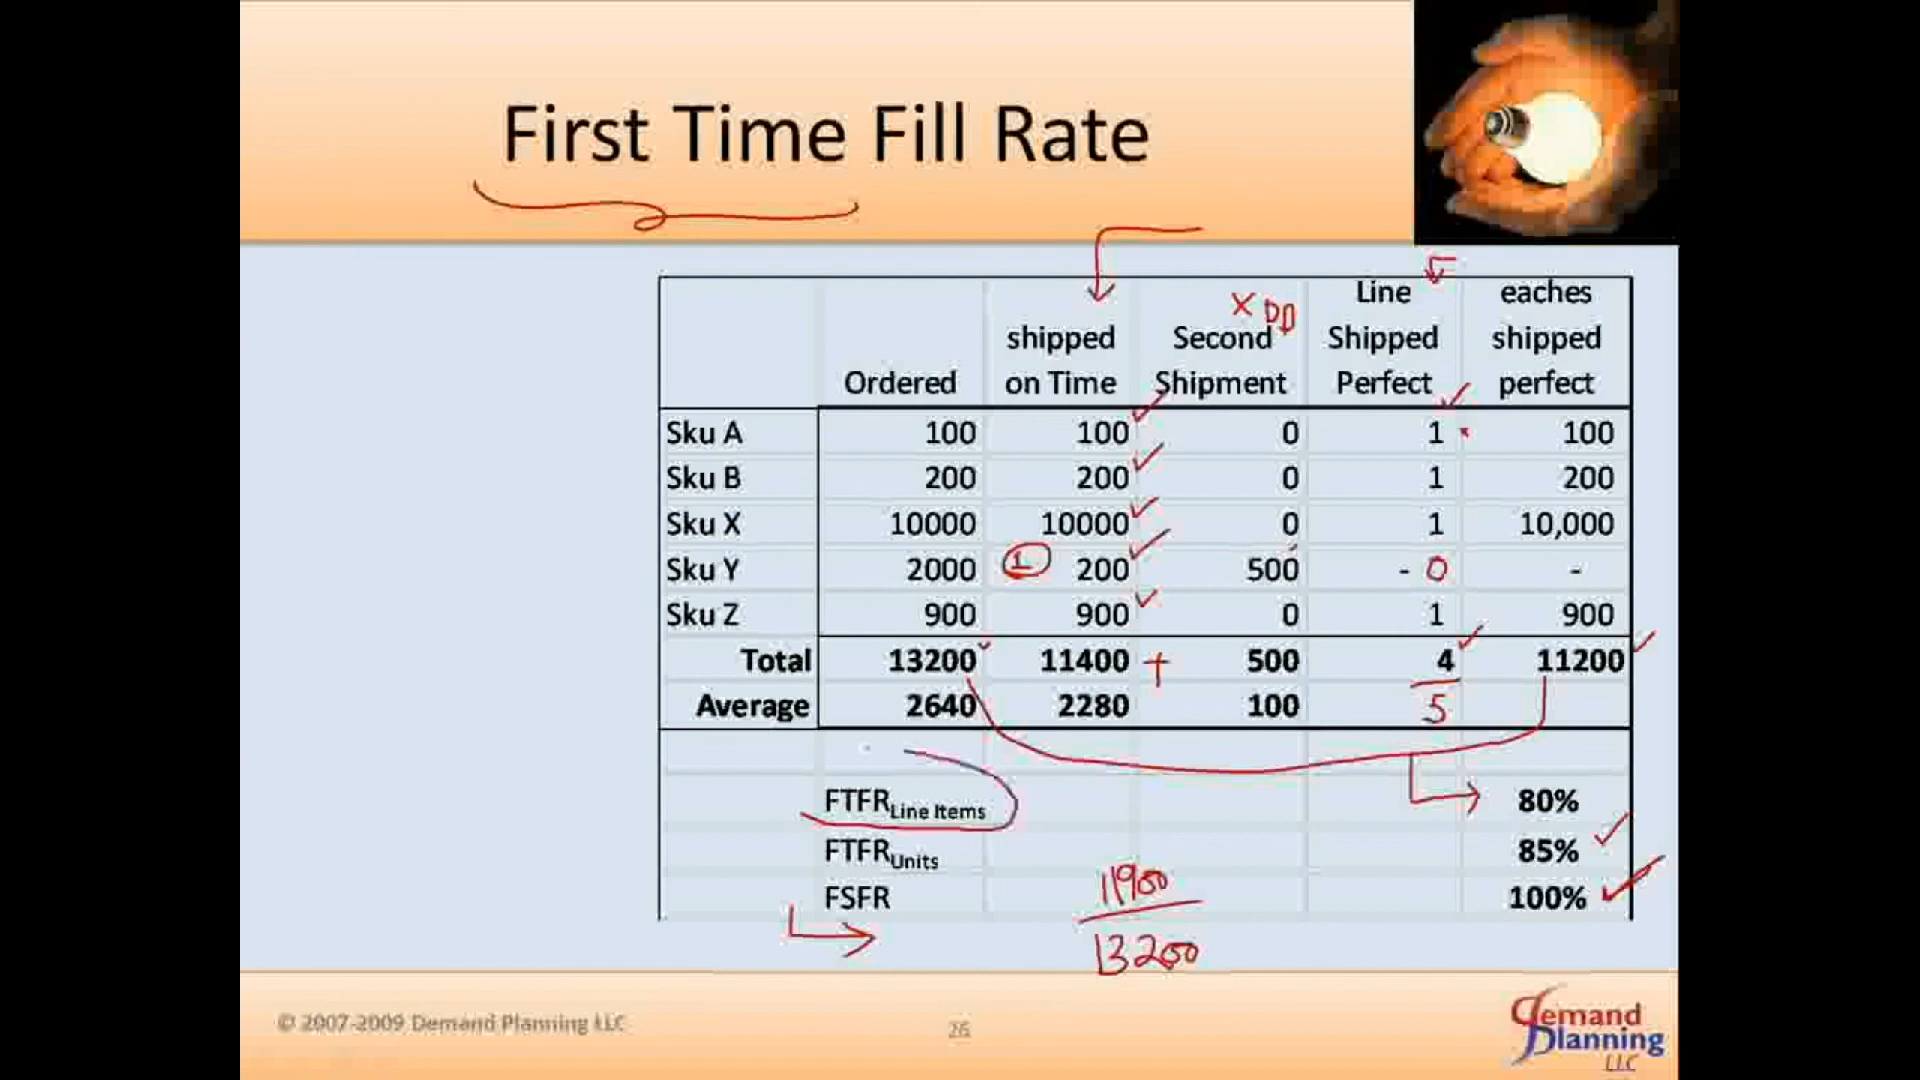 First Time Fill Rate
Ordered shipped on Time Second Shipment Line Shipped Perfect eaches shipped perfect
X DD
Sku A 100 100 0 1 100
Sku B 200 200 0 1 200
Sku X 10000 10000 0 1 10,000
Sku Y 2000 1 200 500 - 0 -
Sku Z 900 900 0 1 900
Total 13200 11400 + 500 4 11200
Average 2640 2280 100 5
FTFR Line Items 80%
FTFR Units 85%
FSFR 100%
11900
13200
© 2007-2009 Demand Planning LLC
26
demand
Planning
LLC